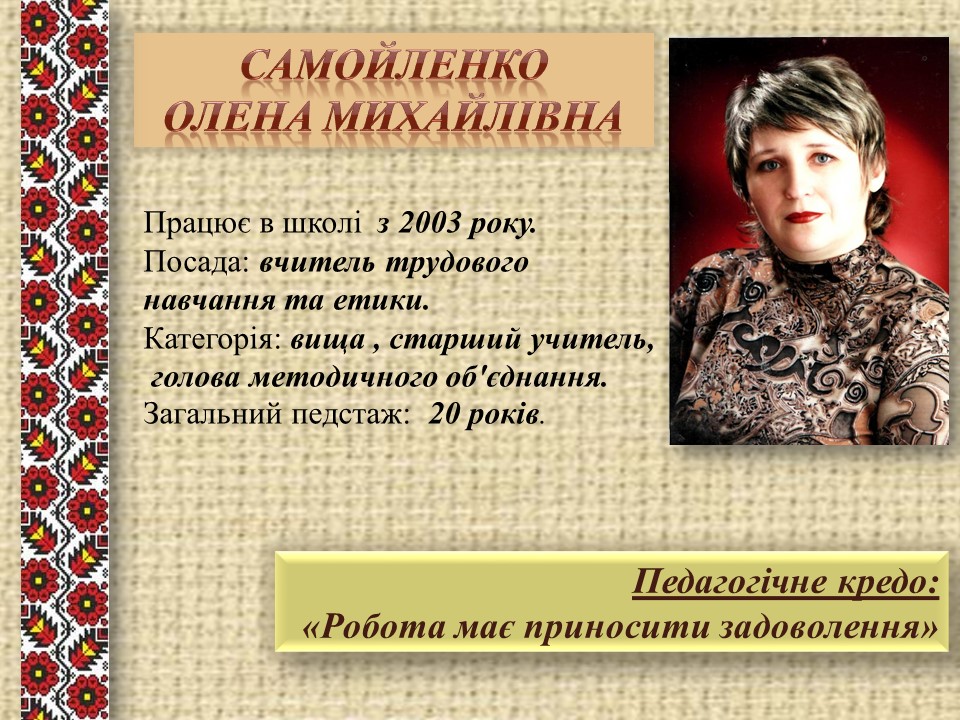 САМОЙЛЕНКО
ОЛЕНА МИХАЙЛІВНА
Працює в школі з 2003 року.
Посада: вчитель трудового
навчання та етики.
Категорія: вища , старший учитель,
голова методичного об'єднання.
Загальний педстаж: 20 років.
Педагогічне кредо:
«Робота має приносити задоволення»